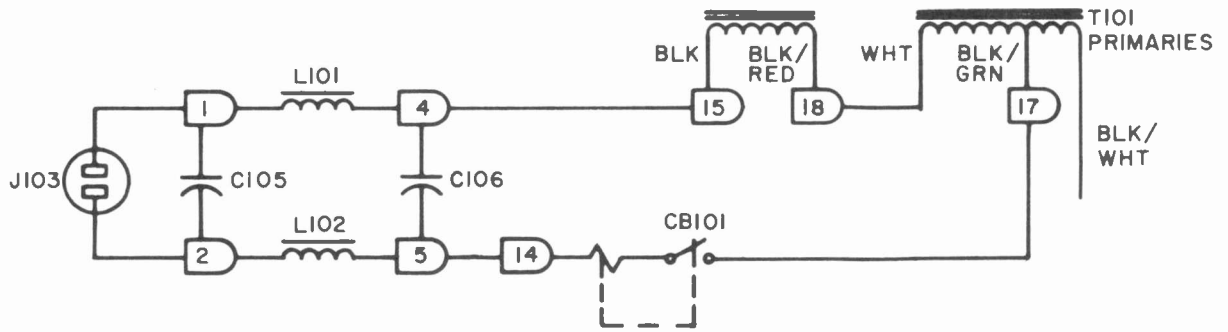 T101
PRIMARIES
BLK
BLK/
RED
WHT
BLK/
GRN
L101
1
4
15
18
17
BLK/
WHT
J103
C105
C106
L102
CB101
2
5
14